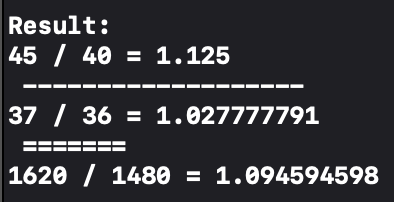 Result:
45 / 40 = 1.125
-------------------
37 / 36 = 1.027777791
=======
1620 / 1480 = 1.094594598